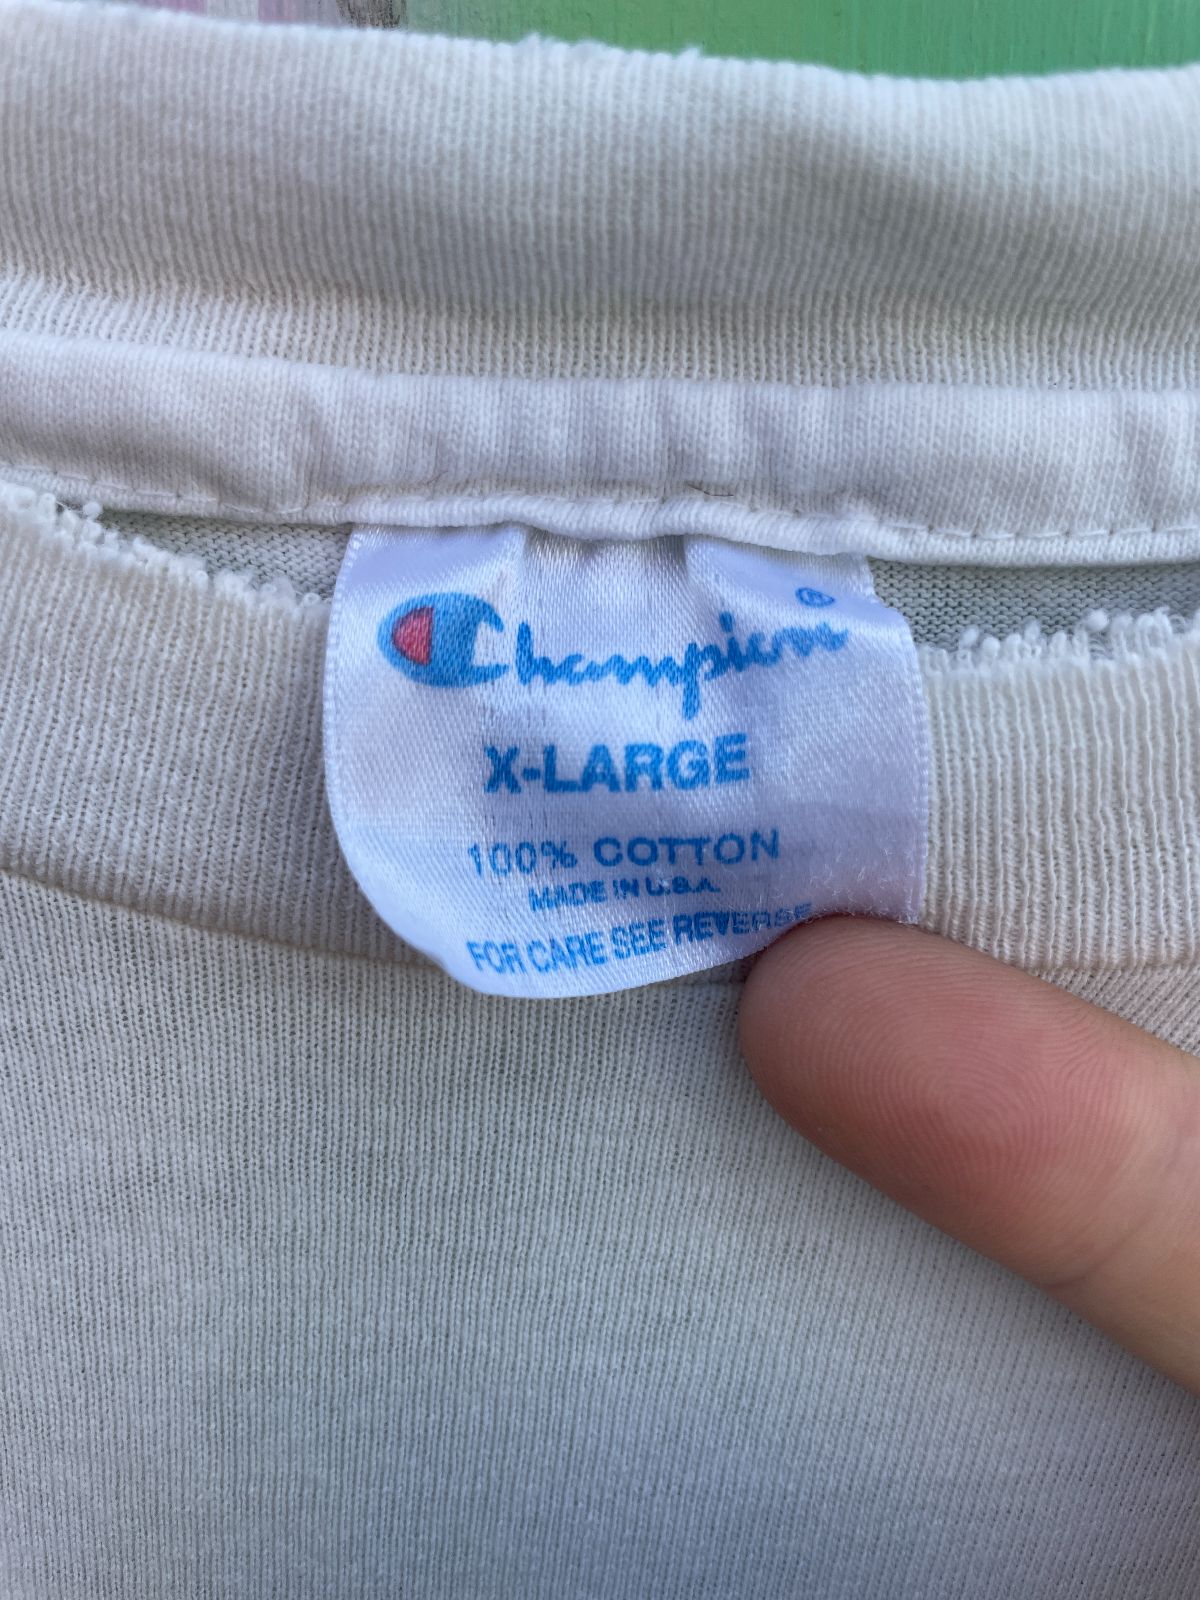 Champion®
X-LARGE
100% COTTON
MADE IN U.S.A.
FOR CARE SEE REVERSE